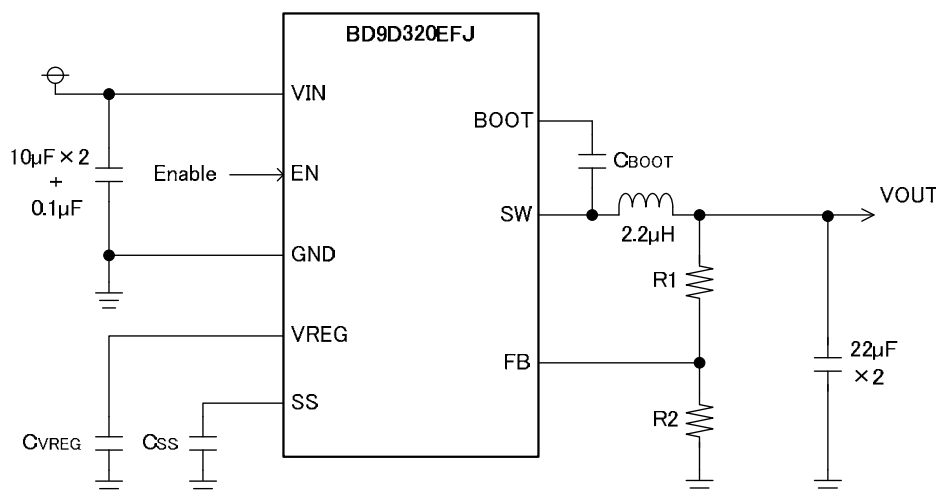 BD9D320EFJ
VIN
BOOT
10µF × 2
+
0.1µF
Enable
EN
CBOOT
SW
VOUT
2.2µH
GND
R1
VREG
FB
22µF
×2
SS
R2
CVREG
CSS